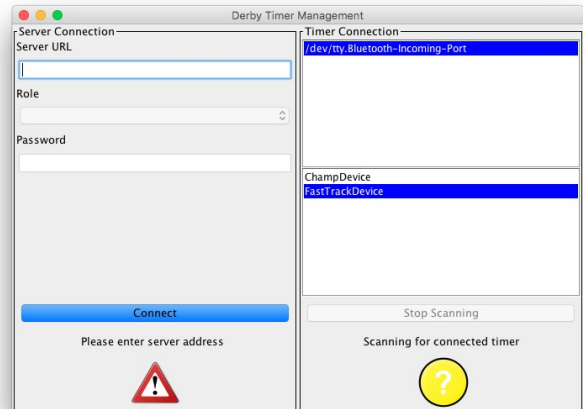 Derby Timer Management
Server Connection
Server URL
Role
Password
Connect
Please enter server address
!
Timer Connection
/dev/tty.Bluetooth-Incoming-Port
ChampDevice
FastTrackDevice
Stop Scanning
Scanning for connected timer
?